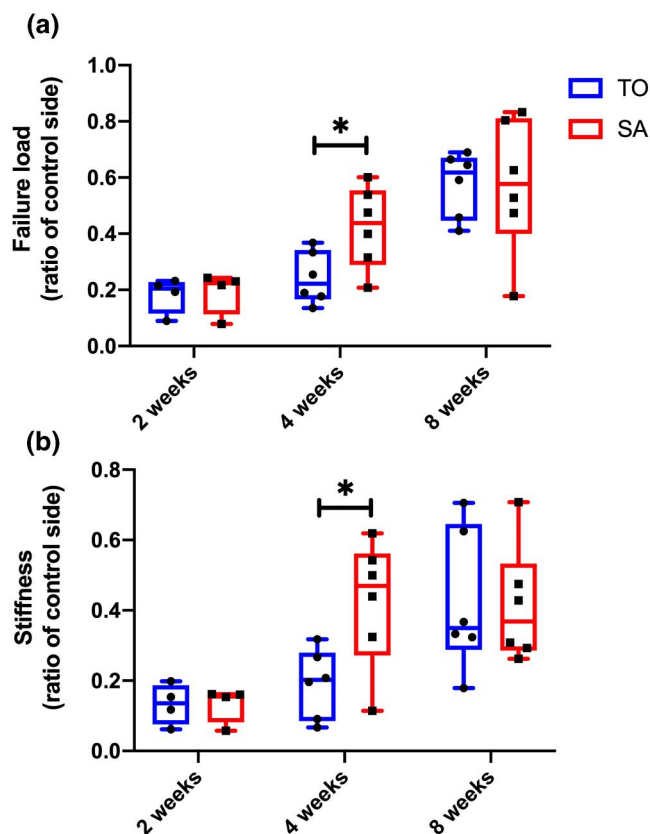 (a)
Failure load
(ratio of control side)
1.0
0.8
0.6
0.4
0.2
0.0
*
2 weeks
4 weeks
8 weeks
TO
SA
(b)
Stiffness
(ratio of control side)
0.8
0.6
0.4
0.2
0.0
*
2 weeks
4 weeks
8 weeks